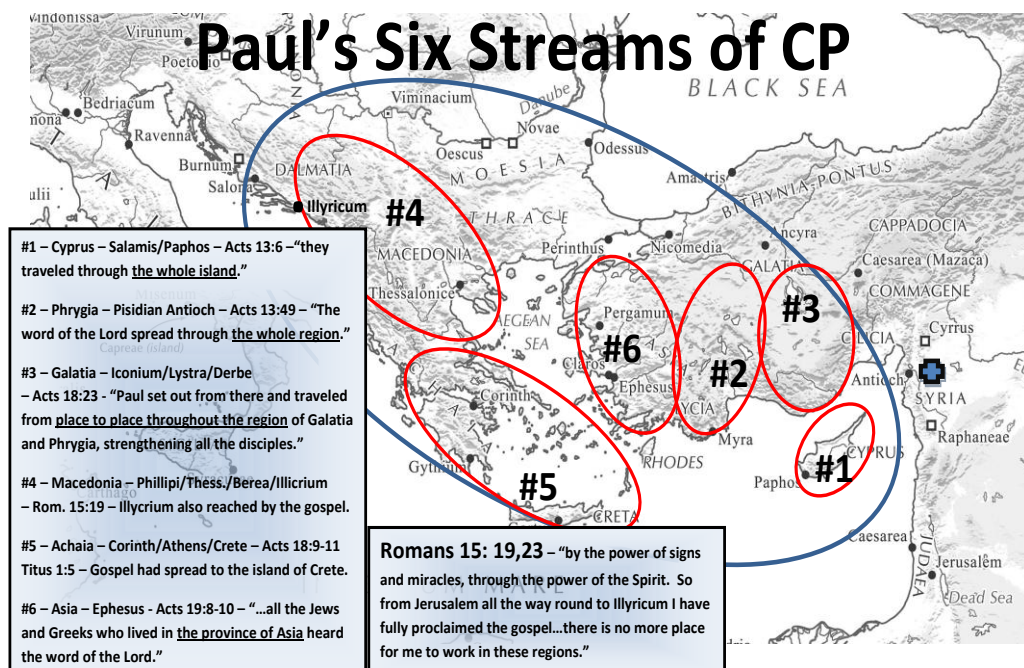 Paul's Six Streams of CP
Vindonissa
Virunum
Poetovio
BLACK SEA
Bedriacum
Ravenna
Viminacium
Danube
Novae
Oescus
Odessus
MOESIA
Burnum
DALMATIA
Salona
Illyricum
#4
THRACE
Amastris
BITHYNIA-PONTUS
CAPPADOCIA
Perinthus
Nicomedia
Ancyra
Caesarea (Mazaca)
MACEDONIA
GALATIA
COMMAGENE
Thessalonice
#3
Pergamum
AEGEAN
SEA
#6
CILICIA
Cyrrus
Claros
#2
Ephesus
Antioch
SYRIA
Corinth
LYCIA
Myra
Raphaneae
Gythium
RHODES
#1
CYPRUS
Paphos
#5
CRETA
Caesarea
JUDAEA
Jerusalem
Dead Sea
#1 – Cyprus – Salamis/Paphos – Acts 13:6 –“they
traveled through the whole island.”
#2 – Phrygia – Pisidian Antioch – Acts 13:49 – “The
word of the Lord spread through the whole region.”
Capreae (island)
#3 – Galatia – Iconium/Lystra/Derbe
– Acts 18:23 - “Paul set out from there and traveled
from place to place throughout the region of Galatia
and Phrygia, strengthening all the disciples.”
#4 – Macedonia – Phillipi/Thess./Berea/Illicrium
Carthago
– Rom. 15:19 – Illycrium also reached by the gospel.
#5 – Achaia – Corinth/Athens/Crete – Acts 18:9-11
Titus 1:5 – Gospel had spread to the island of Crete.
#6 – Asia – Ephesus - Acts 19:8-10 – “…all the Jews
and Greeks who lived in the province of Asia heard
the word of the Lord.”
Romans 15: 19,23 – “by the power of signs
and miracles, through the power of the Spirit. So
from Jerusalem all the way round to Illyricum I have
fully proclaimed the gospel…there is no more place
for me to work in these regions.”